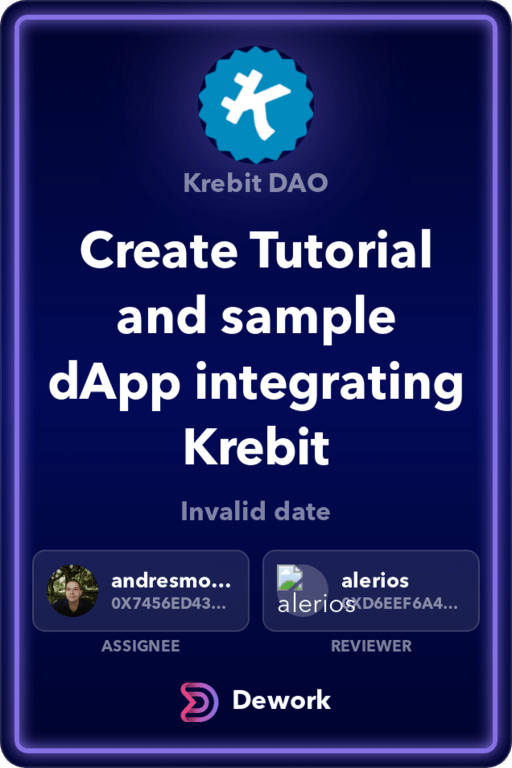 Krebit DAO
Create Tutorial
and sample
dApp integrating
Krebit
Invalid date
andresmo...
0X7456ED43...
ASSIGNEE
alerios
alerios
0XD6EEF6A4...
REVIEWER
Dework